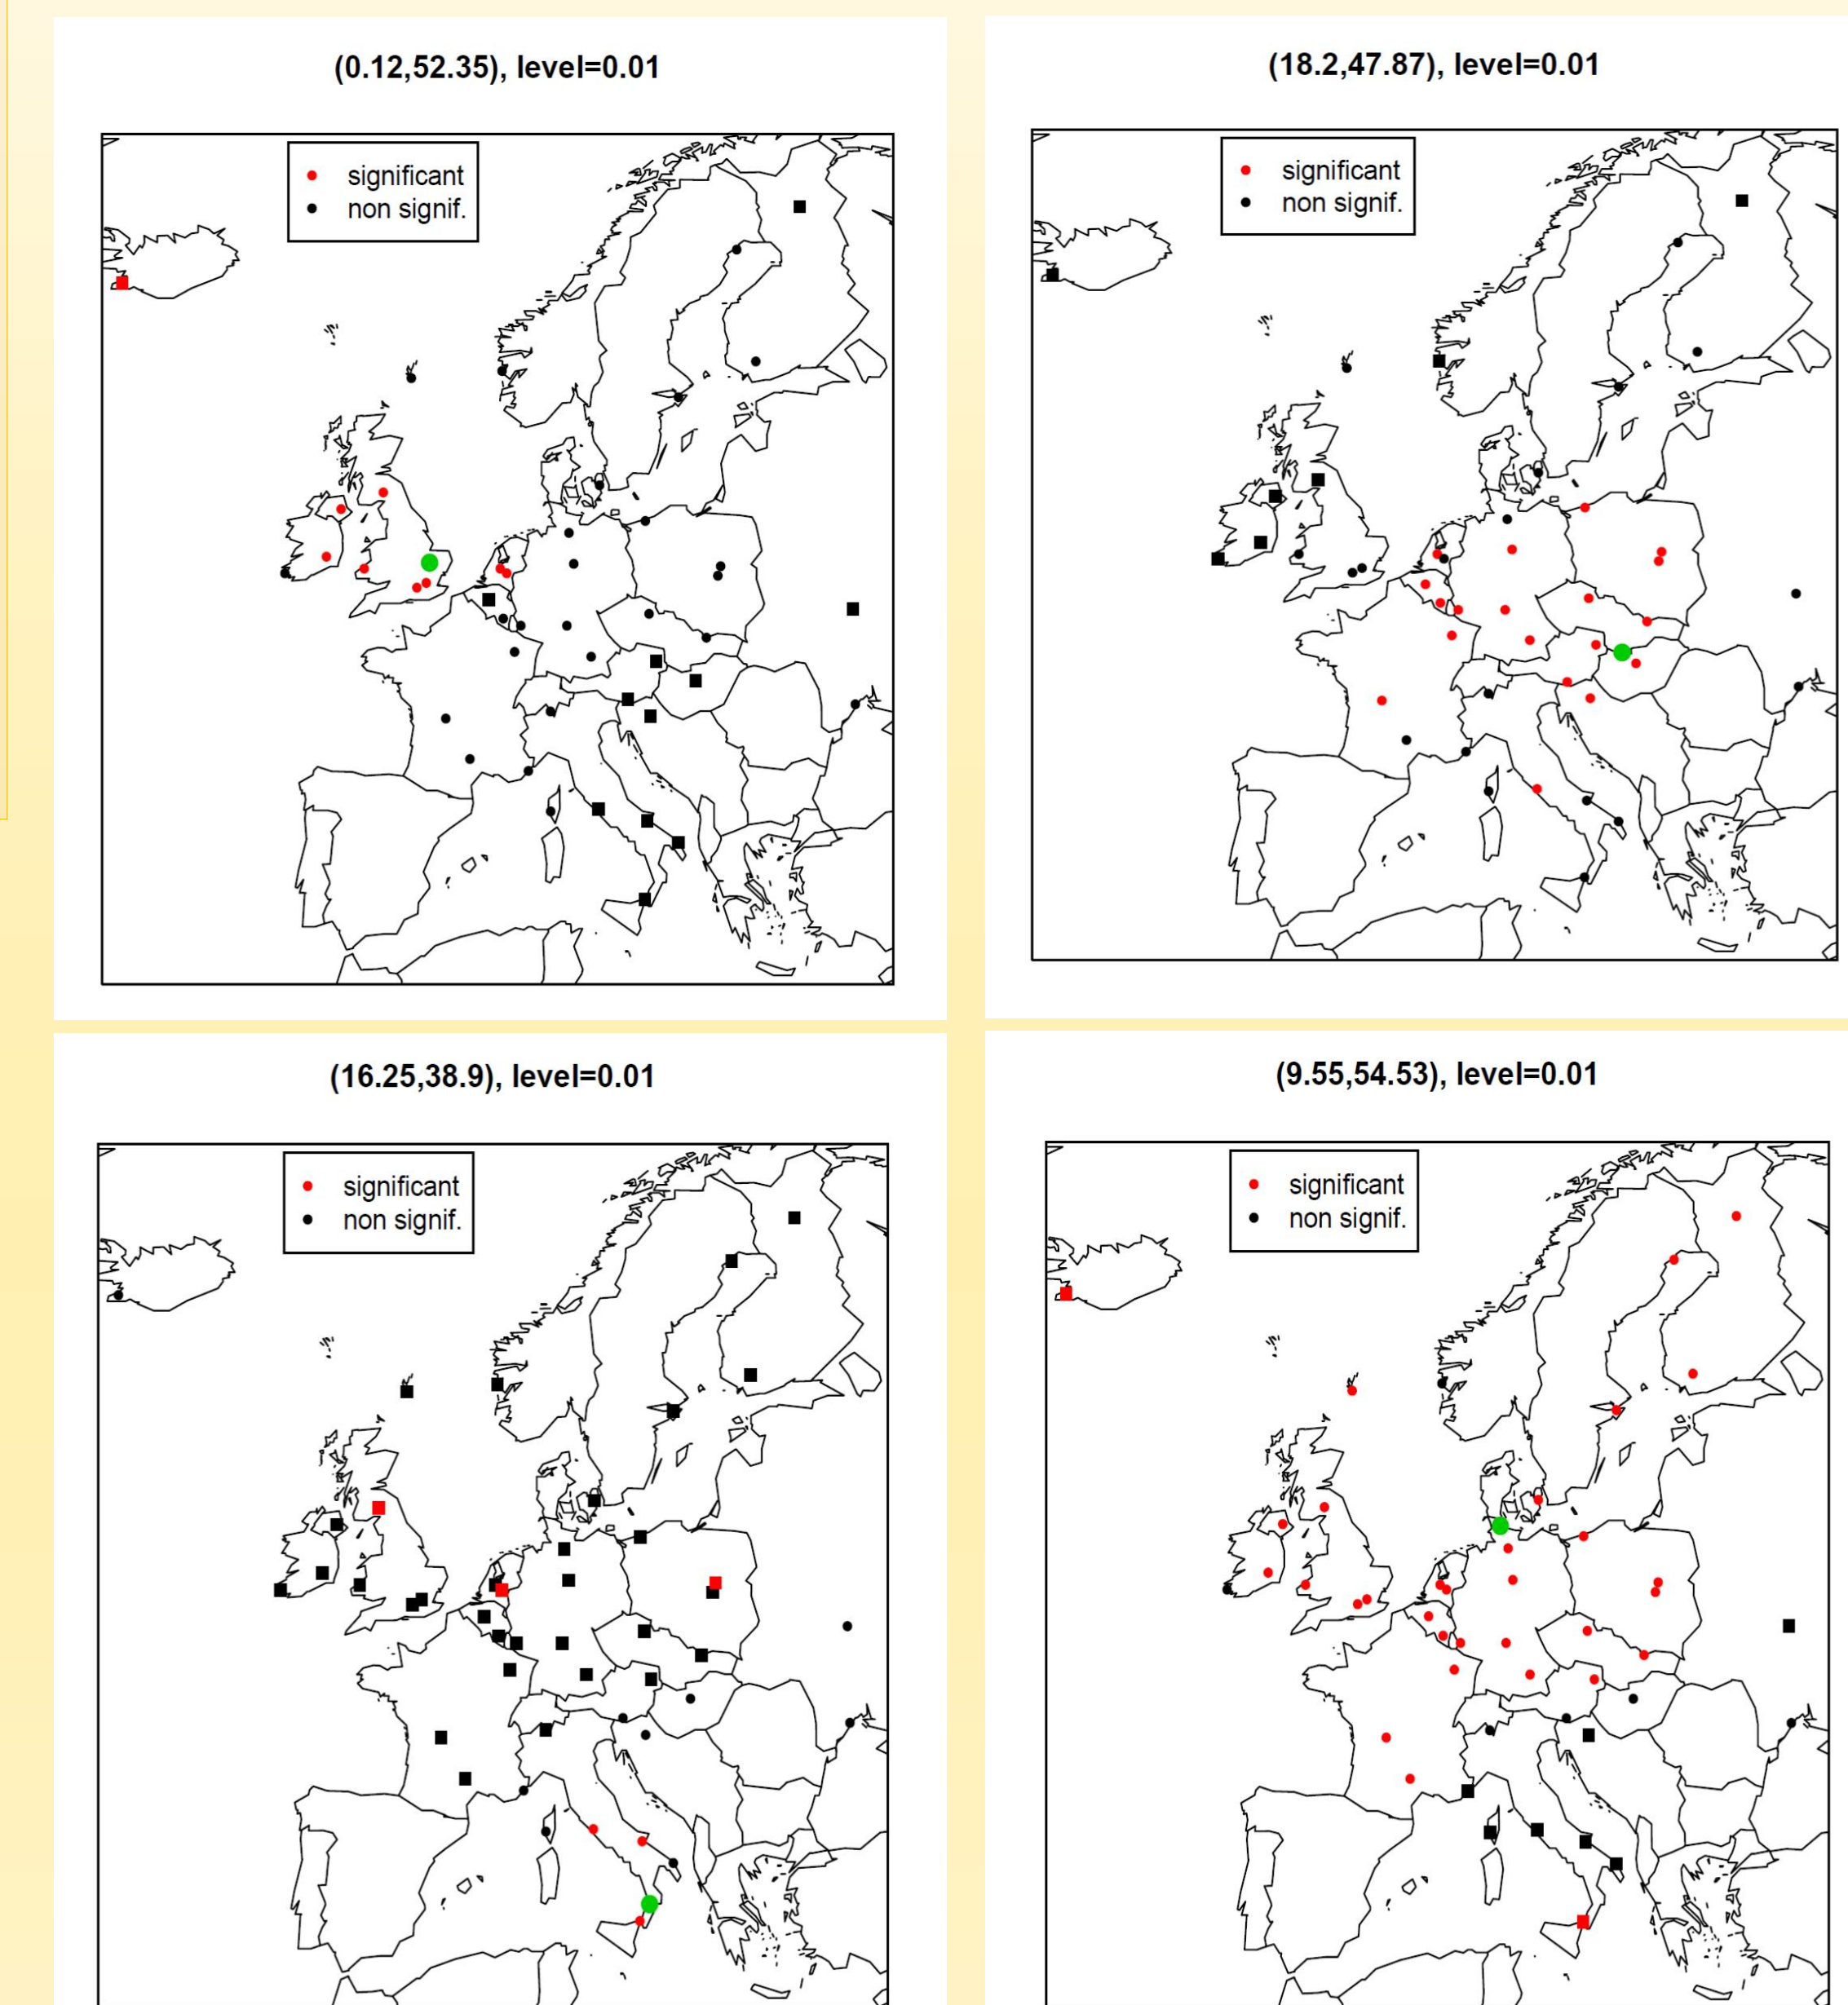 (0.12,52.35), level=0.01
significant
non signif.
(18.2,47.87), level=0.01
significant
non signif.
(16.25,38.9), level=0.01
significant
non signif.
(9.55,54.53), level=0.01
significant
non signif.